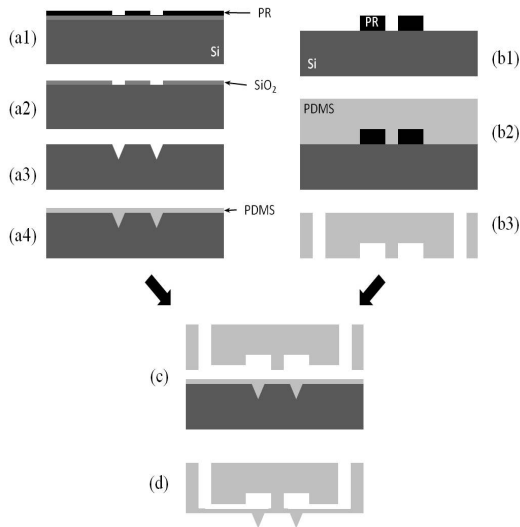 (a1)
PR
Si
(a2)
SiO₂
(a3)
(a4)
PDMS
PR
Si
(b1)
PDMS
(b2)
(b3)
(c)
(d)